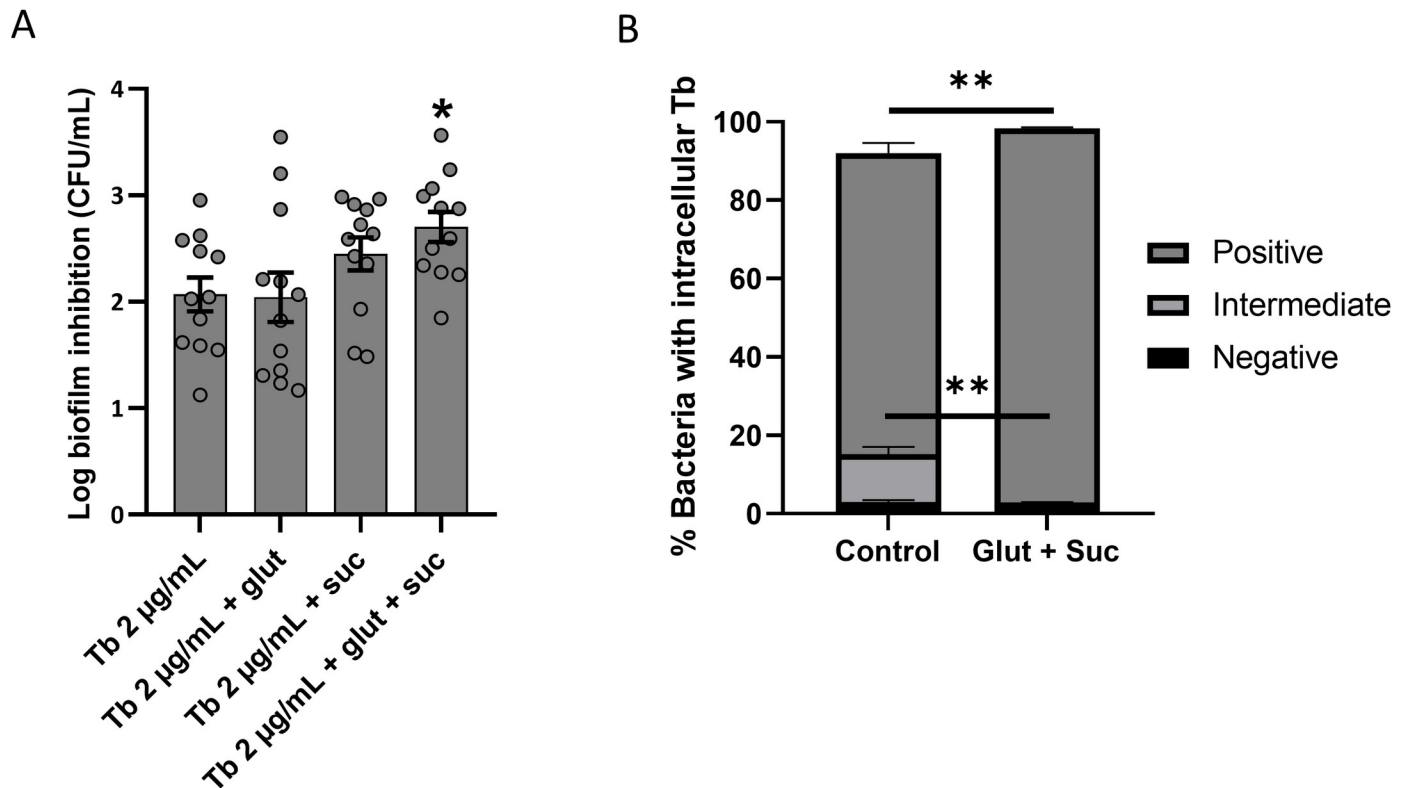 A
Log biofilm inhibition (CFU/mL)
4
3
2
1
0
*
Tb 2 µg/mL
Tb 2 µg/mL + glut
Tb 2 µg/mL + suc
Tb 2 µg/mL + glut + suc
B
% Bacteria with intracellular Tb
100
80
60
40
20
0
**
**
Control
Glut + Suc
Positive
Intermediate
Negative